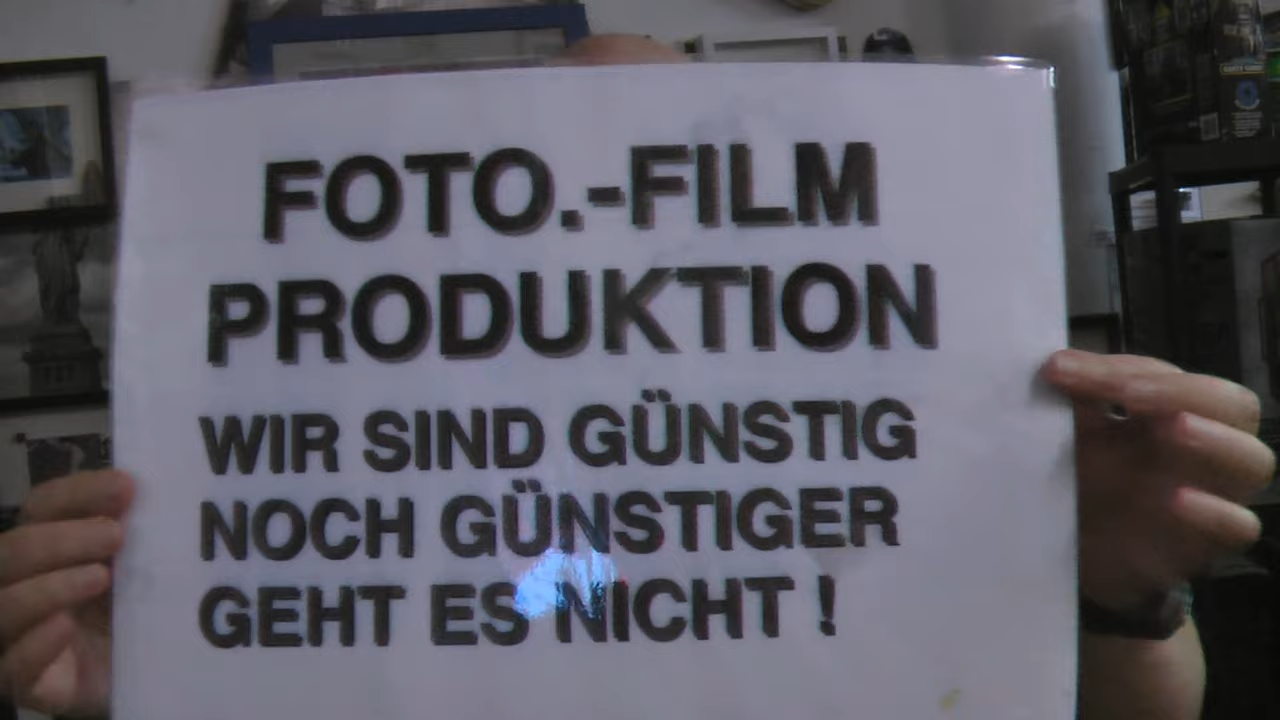 FOTO.-FILM
PRODUKTION
WIR SIND GÜNSTIG
NOCH GÜNSTIGER
GEHT ES NICHT !